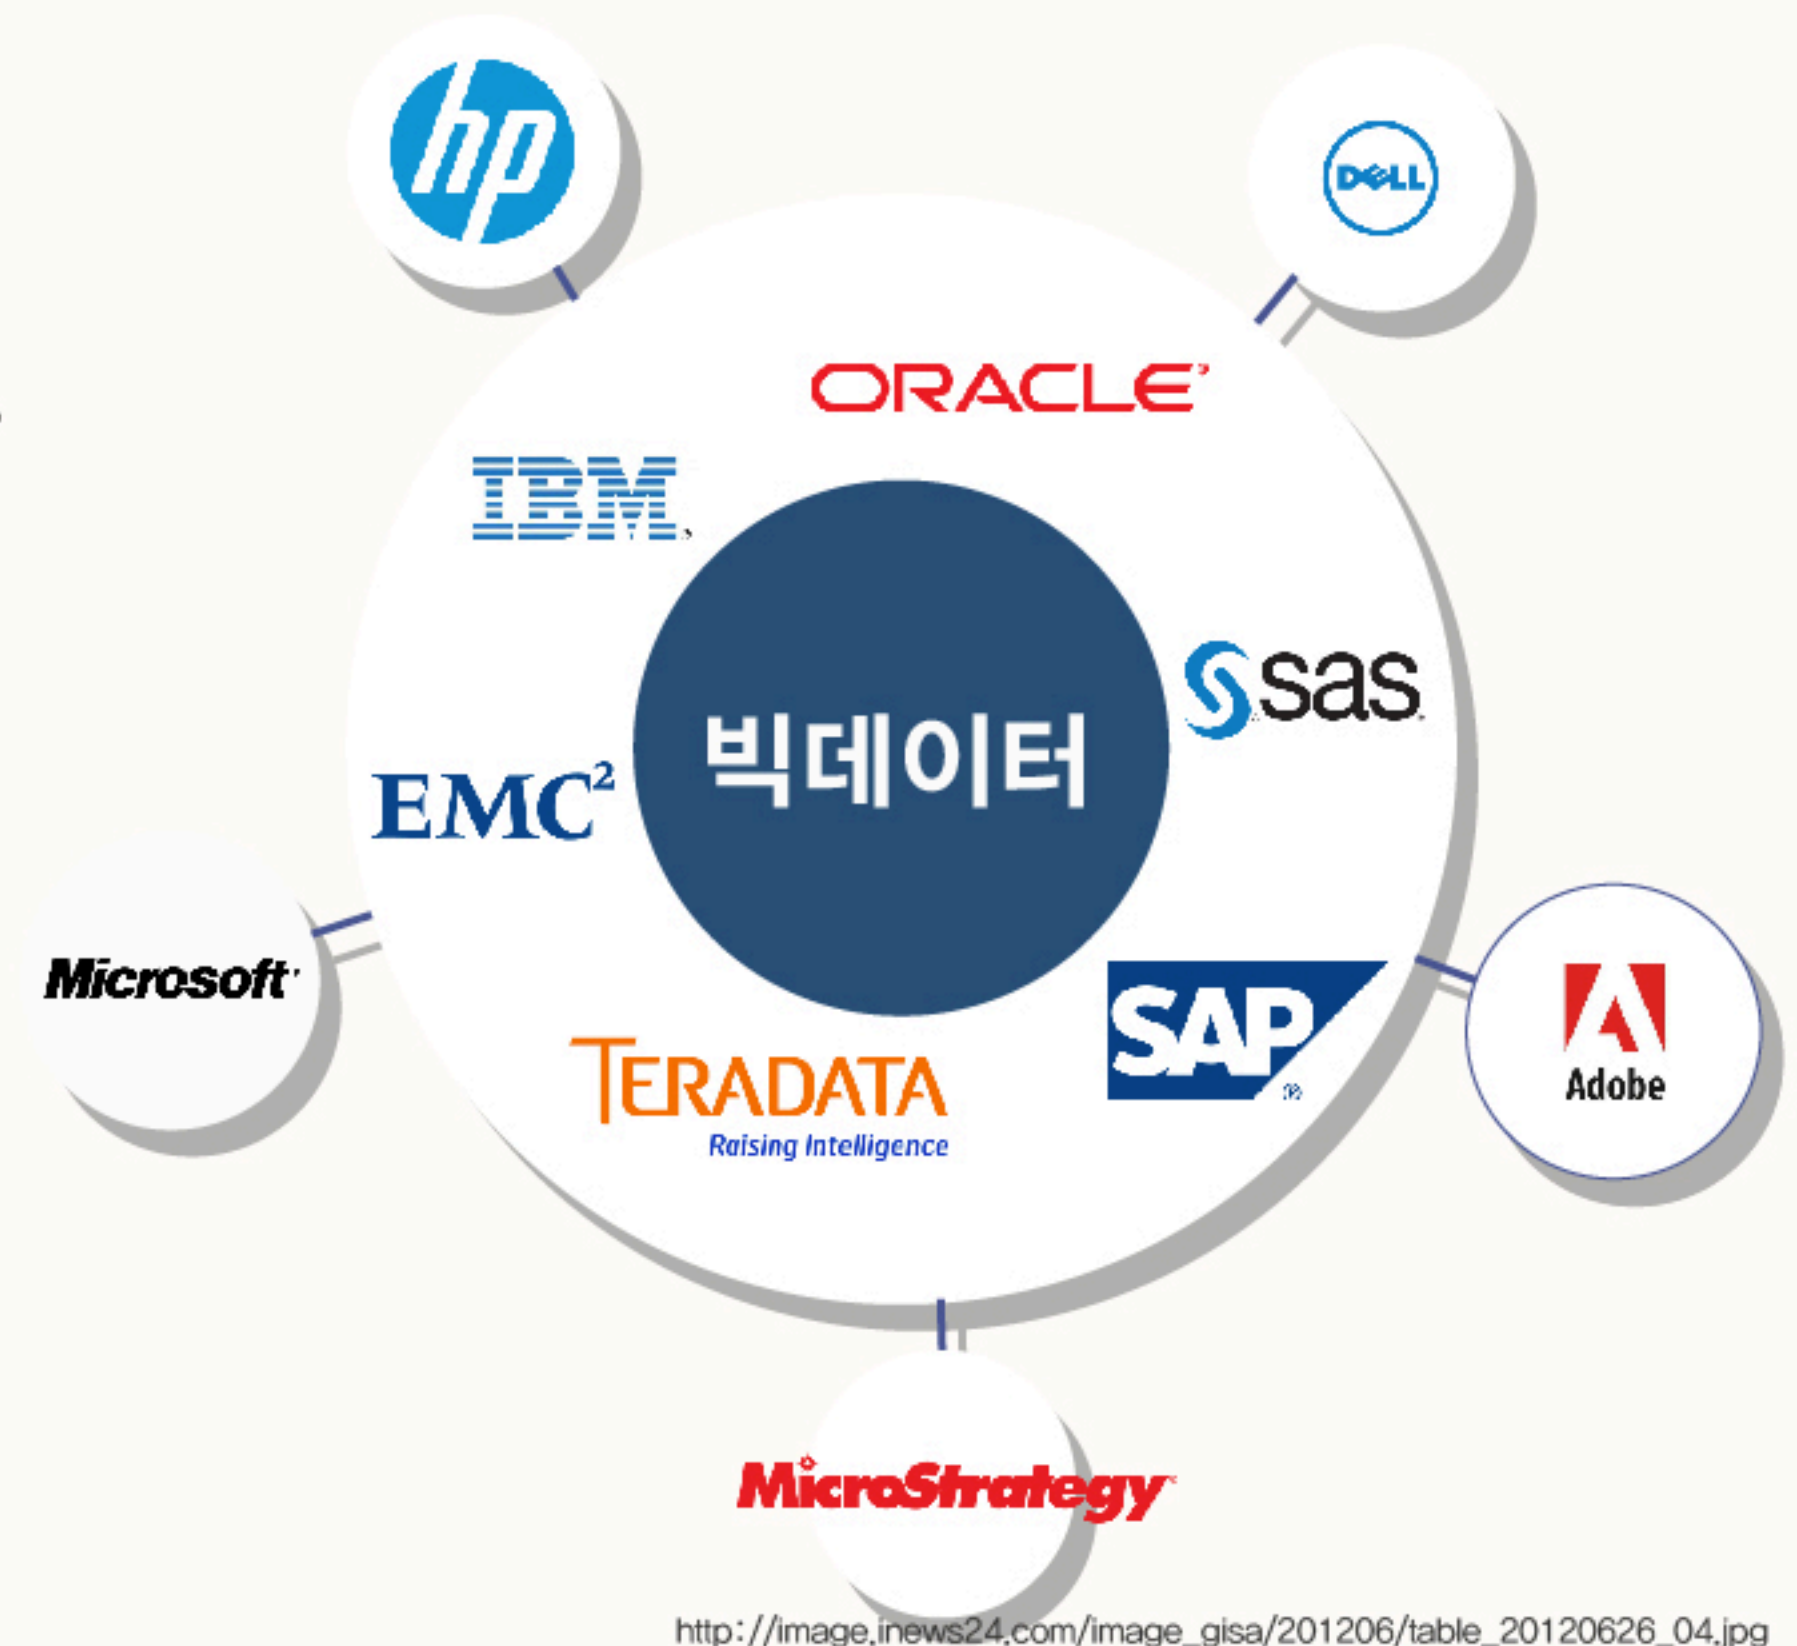 hp
DELL
ORACLE
IBM
sas
빅데이터
EMC²
Microsoft
SAP
®
Adobe
TERADATA
Raising Intelligence
MicroStrategy
http://image.inews24.com/image_gisa/201206/table_20120626_04.jpg